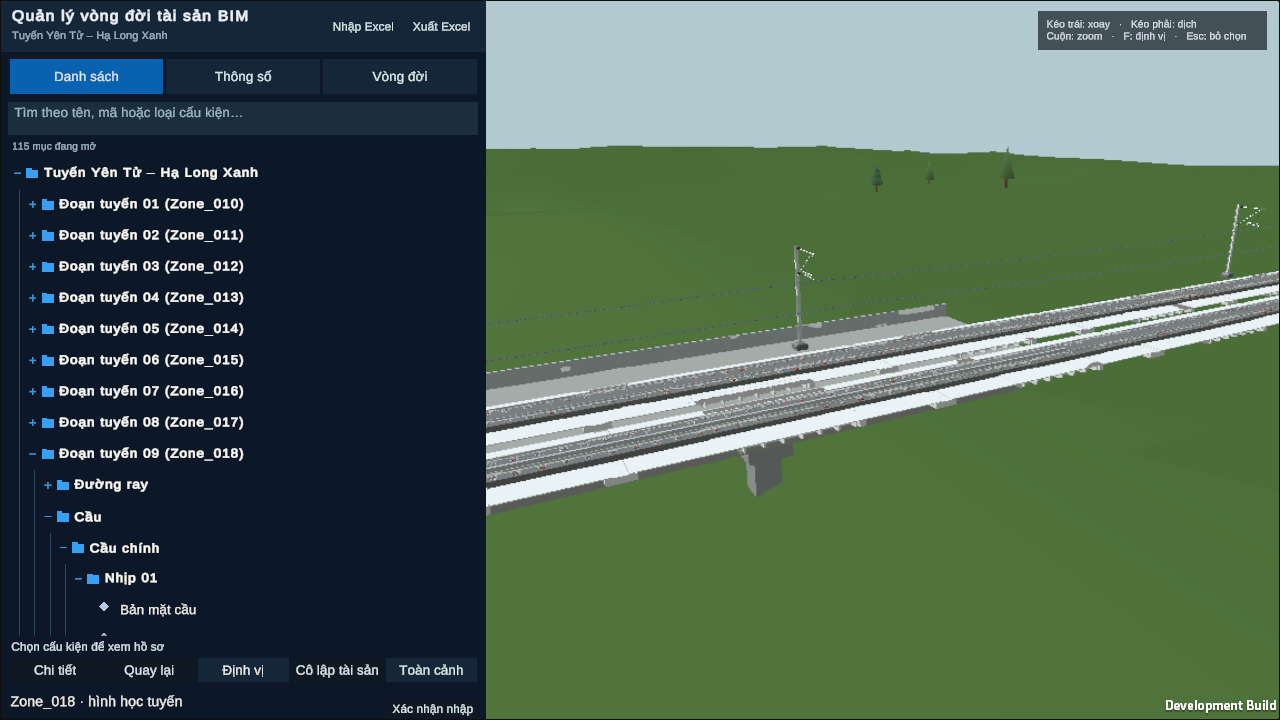 Quản lý vòng đời tài sản BIM
Tuyến Yên Tử – Hạ Long Xanh
Nhập Excel
Xuất Excel
Danh sách
Thông số
Vòng đời
Tìm theo tên, mã hoặc loại cấu kiện…
115 mục đang mở
Tuyến Yên Tử – Hạ Long Xanh
Đoạn tuyến 01 (Zone_010)
Đoạn tuyến 02 (Zone_011)
Đoạn tuyến 03 (Zone_012)
Đoạn tuyến 04 (Zone_013)
Đoạn tuyến 05 (Zone_014)
Đoạn tuyến 06 (Zone_015)
Đoạn tuyến 07 (Zone_016)
Đoạn tuyến 08 (Zone_017)
Đoạn tuyến 09 (Zone_018)
Đường ray
Cầu
Cầu chính
Nhịp 01
Bản mặt cầu
Chọn cấu kiện để xem hồ sơ
Chi tiết
Quay lại
Định vị
Cô lập tài sản
Toàn cảnh
Zone_018 · hình học tuyến
Xác nhận nhập
Kéo trái: xoay · Kéo phải: dịch
Cuộn: zoom · F: định vị · Esc: bỏ chọn
Development Build